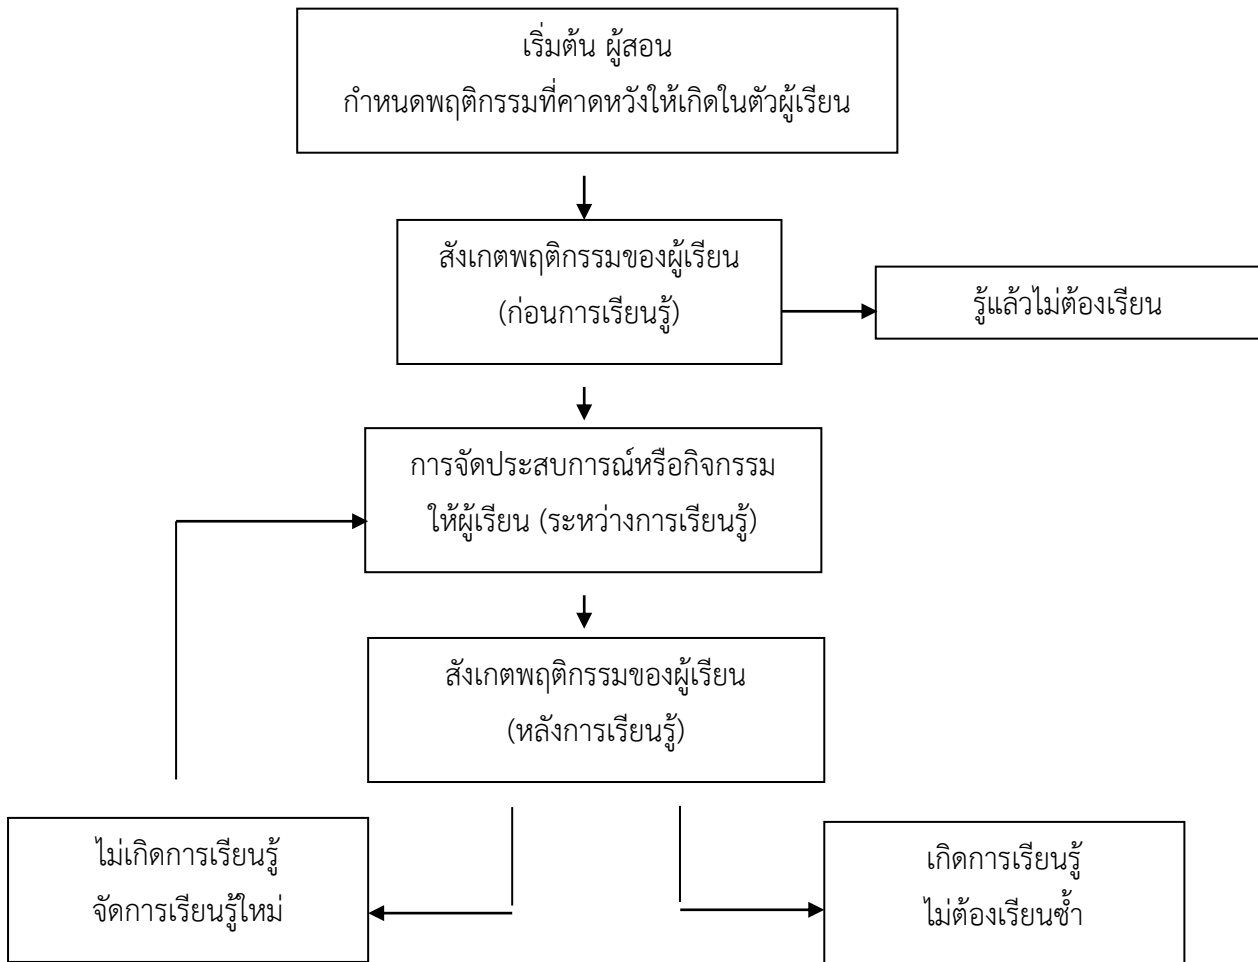 เริ่มต้น ผู้สอน
กำหนดพฤติกรรมที่คาดหวังให้เกิดในตัวผู้เรียน
สังเกตพฤติกรรมของผู้เรียน
(ก่อนการเรียนรู้)
รู้แล้วไม่ต้องเรียน
การจัดประสบการณ์หรือกิจกรรม
ให้ผู้เรียน (ระหว่างการเรียนรู้)
สังเกตพฤติกรรมของผู้เรียน
(หลังการเรียนรู้)
ไม่เกิดการเรียนรู้
จัดการเรียนรู้ใหม่
เกิดการเรียนรู้
ไม่ต้องเรียนซ้ำ